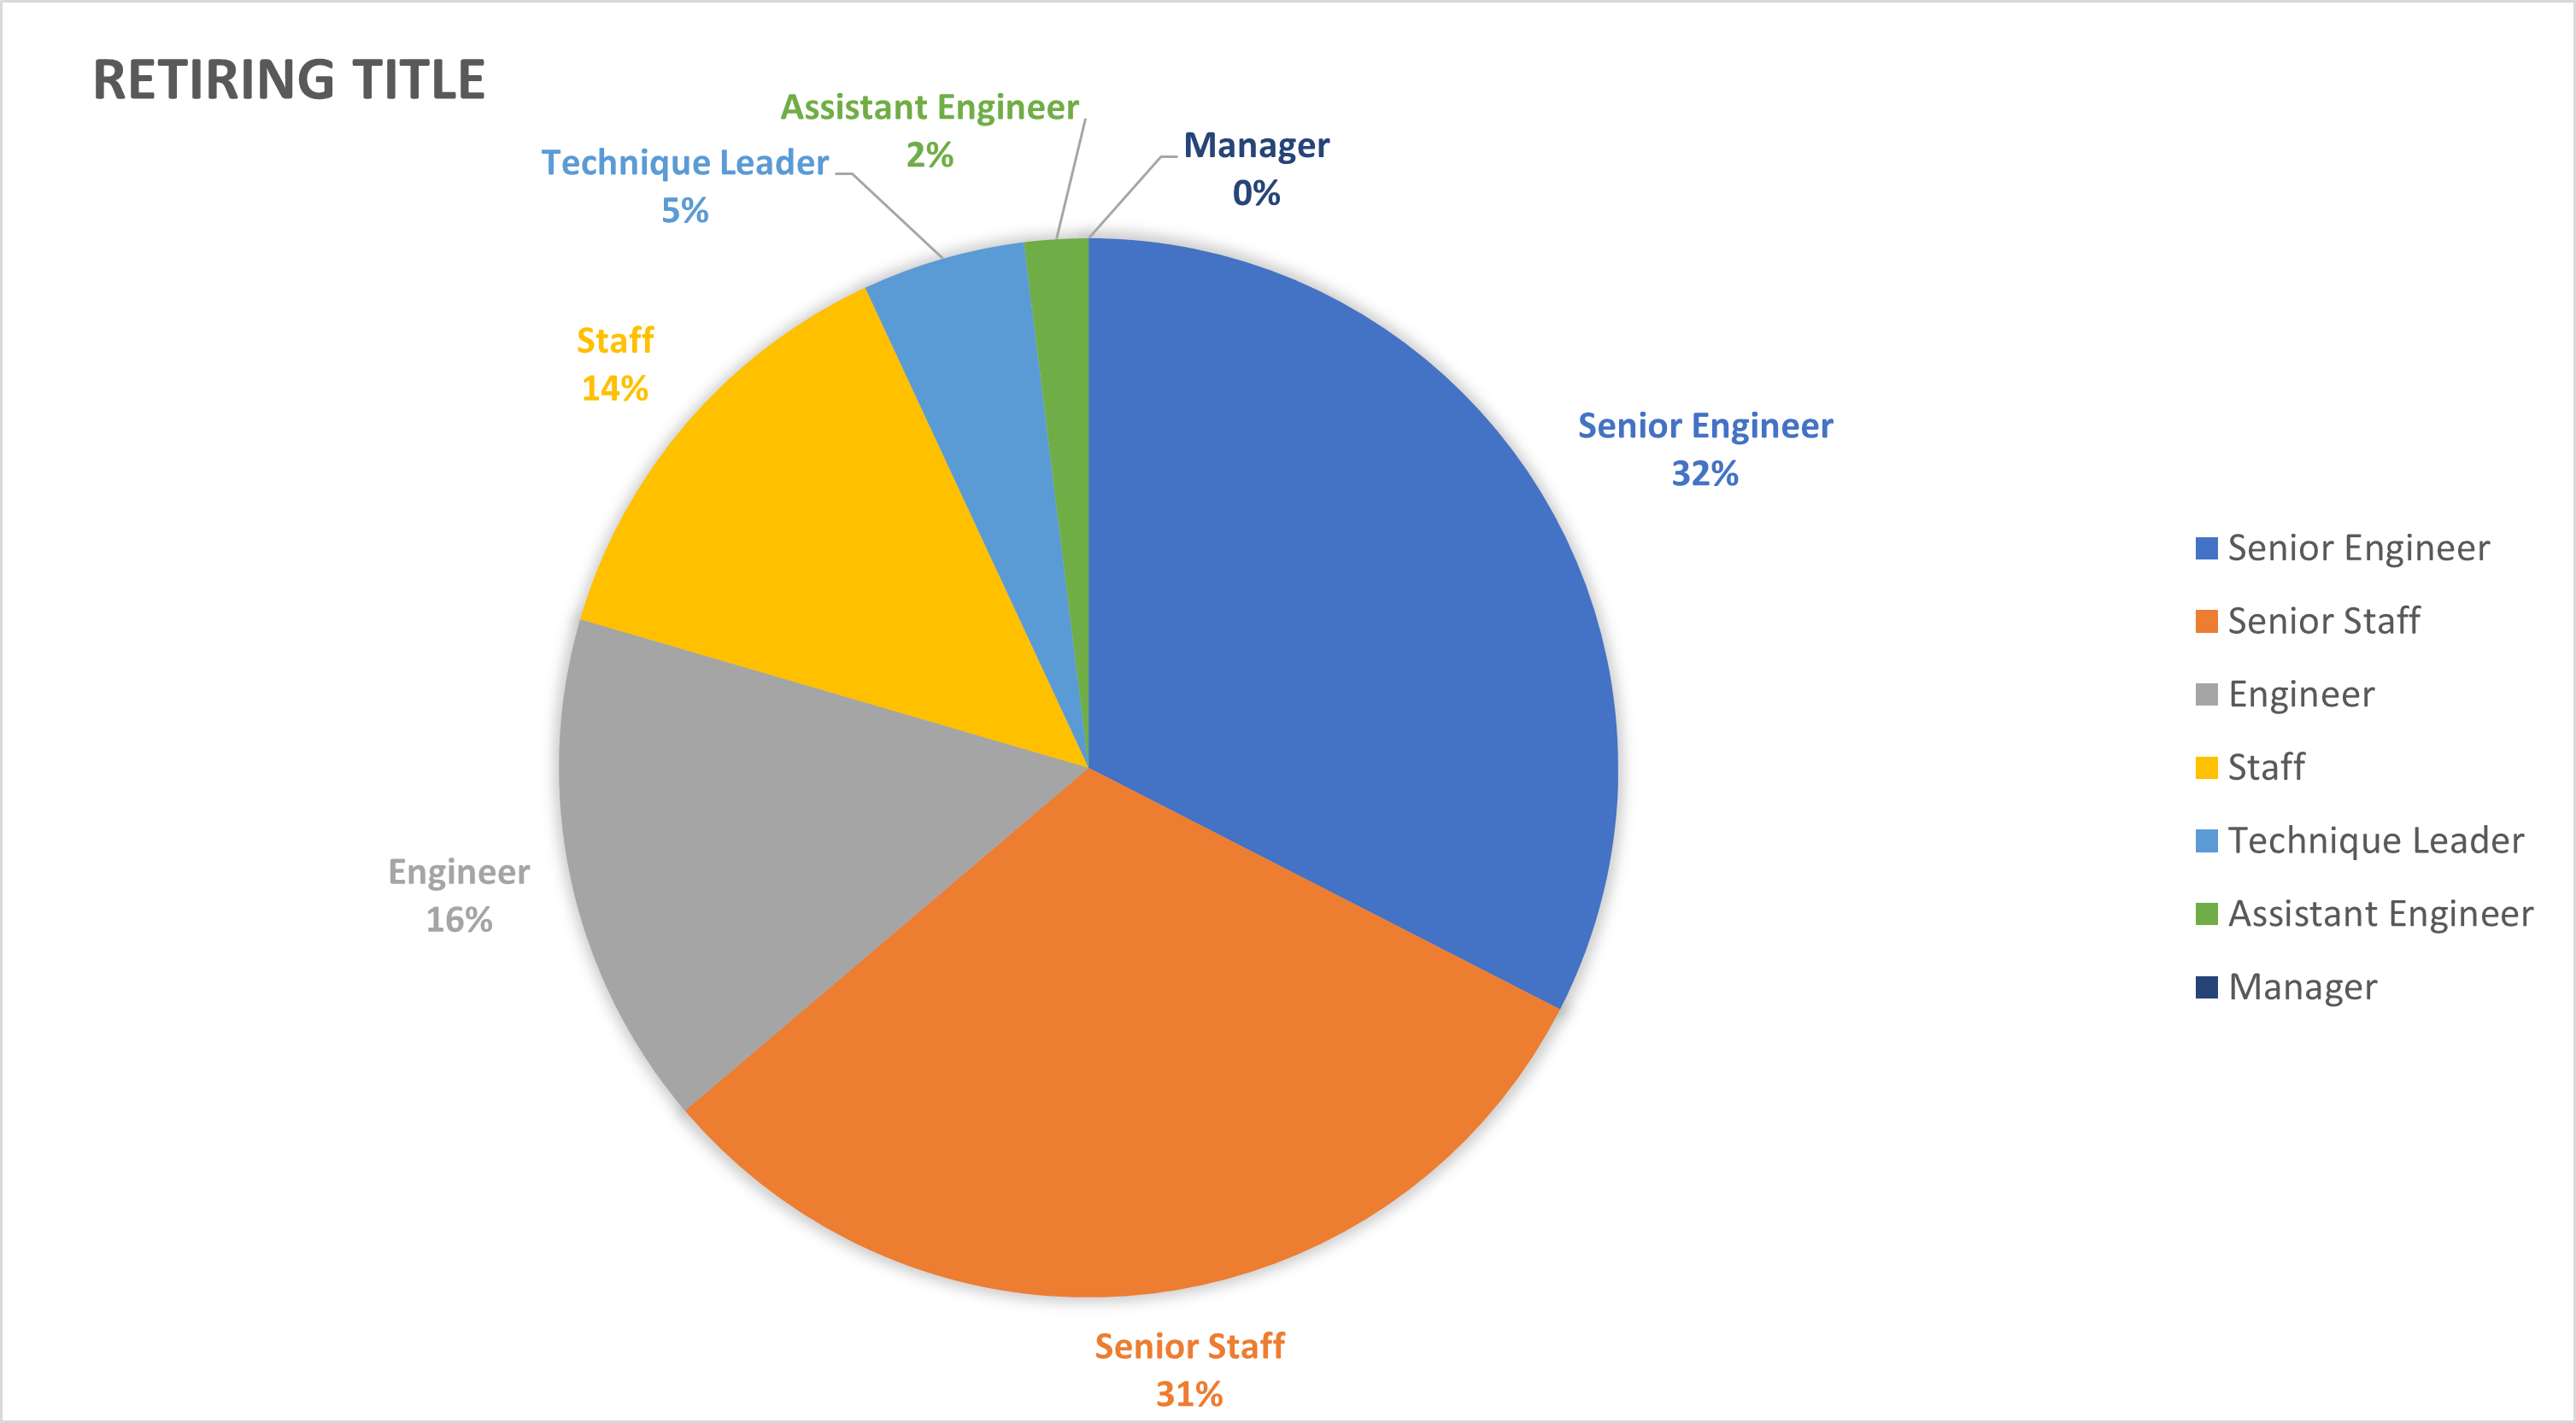 RETIRING TITLE
Assistant Engineer
2%
Manager
0%
Technique Leader
5%
Staff
14%
Senior Engineer
32%
Engineer
16%
Senior Staff
31%
Senior Engineer
Senior Staff
Engineer
Staff
Technique Leader
Assistant Engineer
Manager